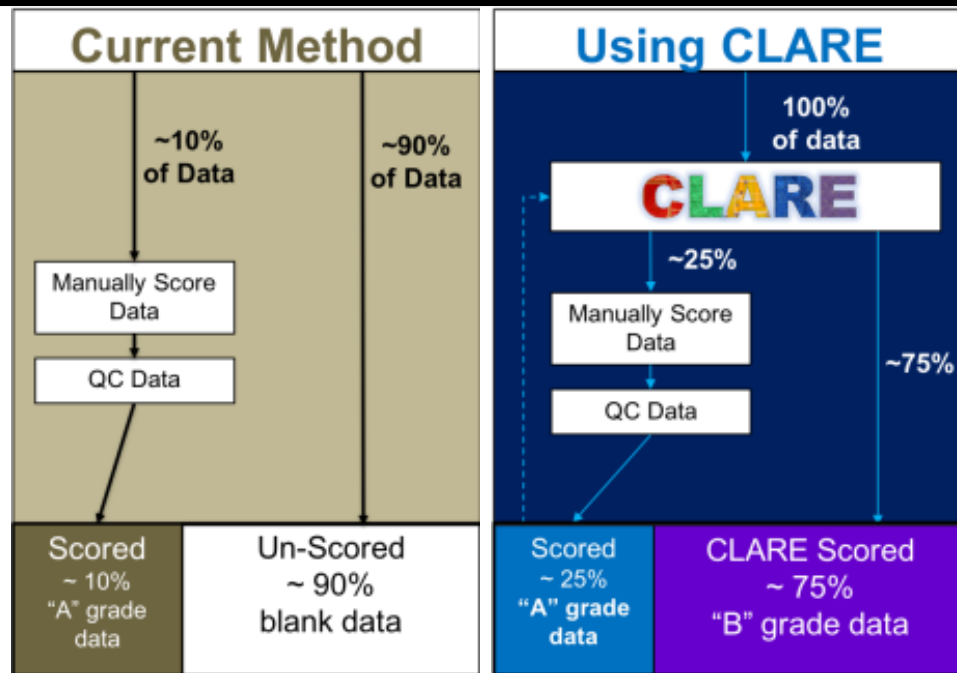 Current Method
~10%
of Data
~90%
of Data
Manually Score
Data
QC Data
Scored
~ 10%
“A” grade
data
Un-Scored
~ 90%
blank data
Using CLARE
100%
of data
CLARE
~25%
Manually Score
Data
~75%
QC Data
Scored
~ 25%
“A” grade
data
CLARE Scored
~ 75%
“B” grade data